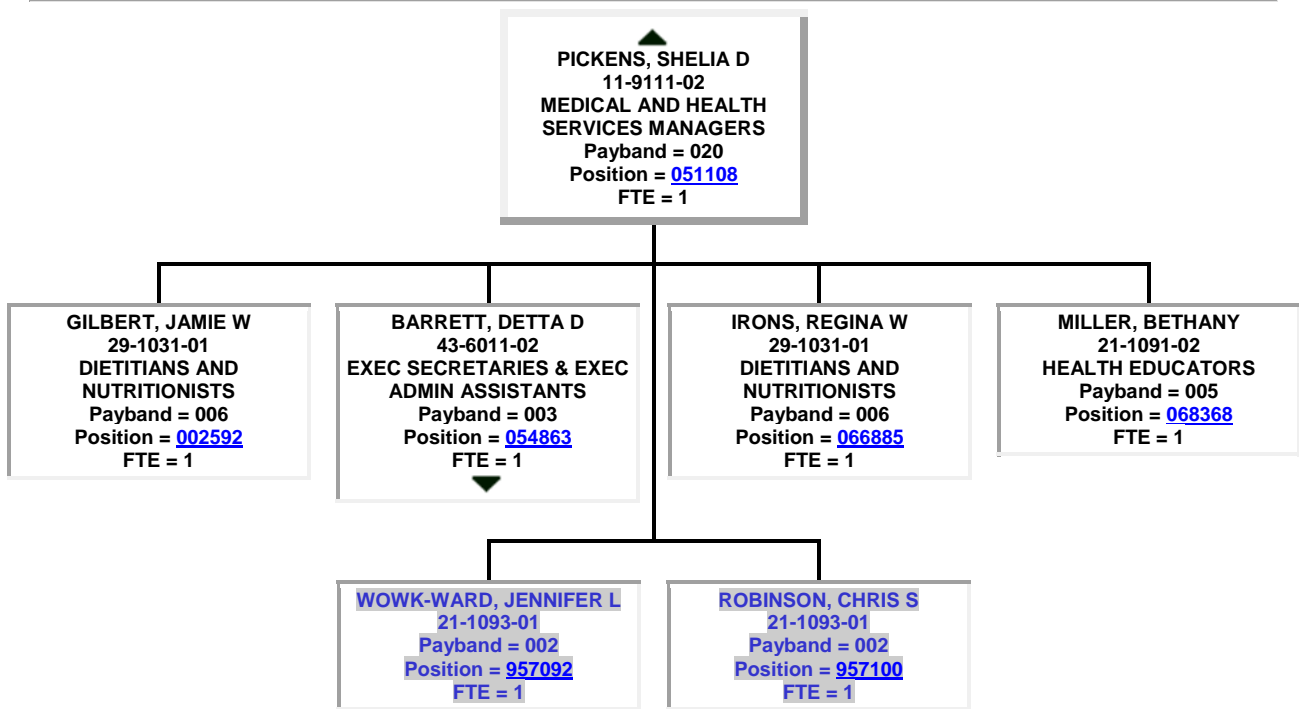 PICKENS, SHELIA D
11-9111-02
MEDICAL AND HEALTH
SERVICES MANAGERS
Payband = 020
Position = 051108
FTE = 1
GILBERT, JAMIE W
29-1031-01
DIETITIANS AND
NUTRITIONISTS
Payband = 006
Position = 002592
FTE = 1
BARRETT, DETTA D
43-6011-02
EXEC SECRETARIES & EXEC
ADMIN ASSISTANTS
Payband = 003
Position = 054863
FTE = 1
IRONS, REGINA W
29-1031-01
DIETITIANS AND
NUTRITIONISTS
Payband = 006
Position = 066885
FTE = 1
MILLER, BETHANY
21-1091-02
HEALTH EDUCATORS
Payband = 005
Position = 068368
FTE = 1
WOWK-WARD, JENNIFER L
21-1093-01
Payband = 002
Position = 957092
FTE = 1
ROBINSON, CHRIS S
21-1093-01
Payband = 002
Position = 957100
FTE = 1